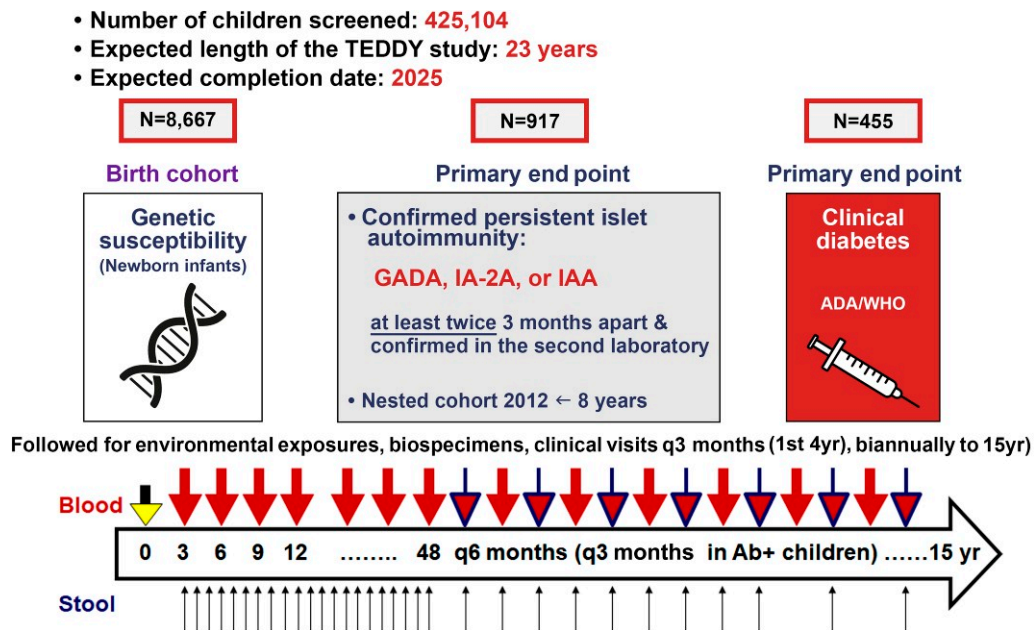 • Number of children screened: 425,104
• Expected length of the TEDDY study: 23 years
• Expected completion date: 2025
N=8,667
N=917
N=455
Birth cohort
Primary end point
Primary end point
Genetic
susceptibility
(Newborn infants)
• Confirmed persistent islet
autoimmunity:
GADA, IA-2A, or IAA
at least twice 3 months apart &
confirmed in the second laboratory
• Nested cohort 2012 ← 8 years
Clinical
diabetes
ADA/WHO
Followed for environmental exposures, biospecimens, clinical visits q3 months (1st 4yr), biannually to 15yr)
Blood
0 3 6 9 12 ........ 48 q6 months (q3 months in Ab+ children) ......15 yr
Stool